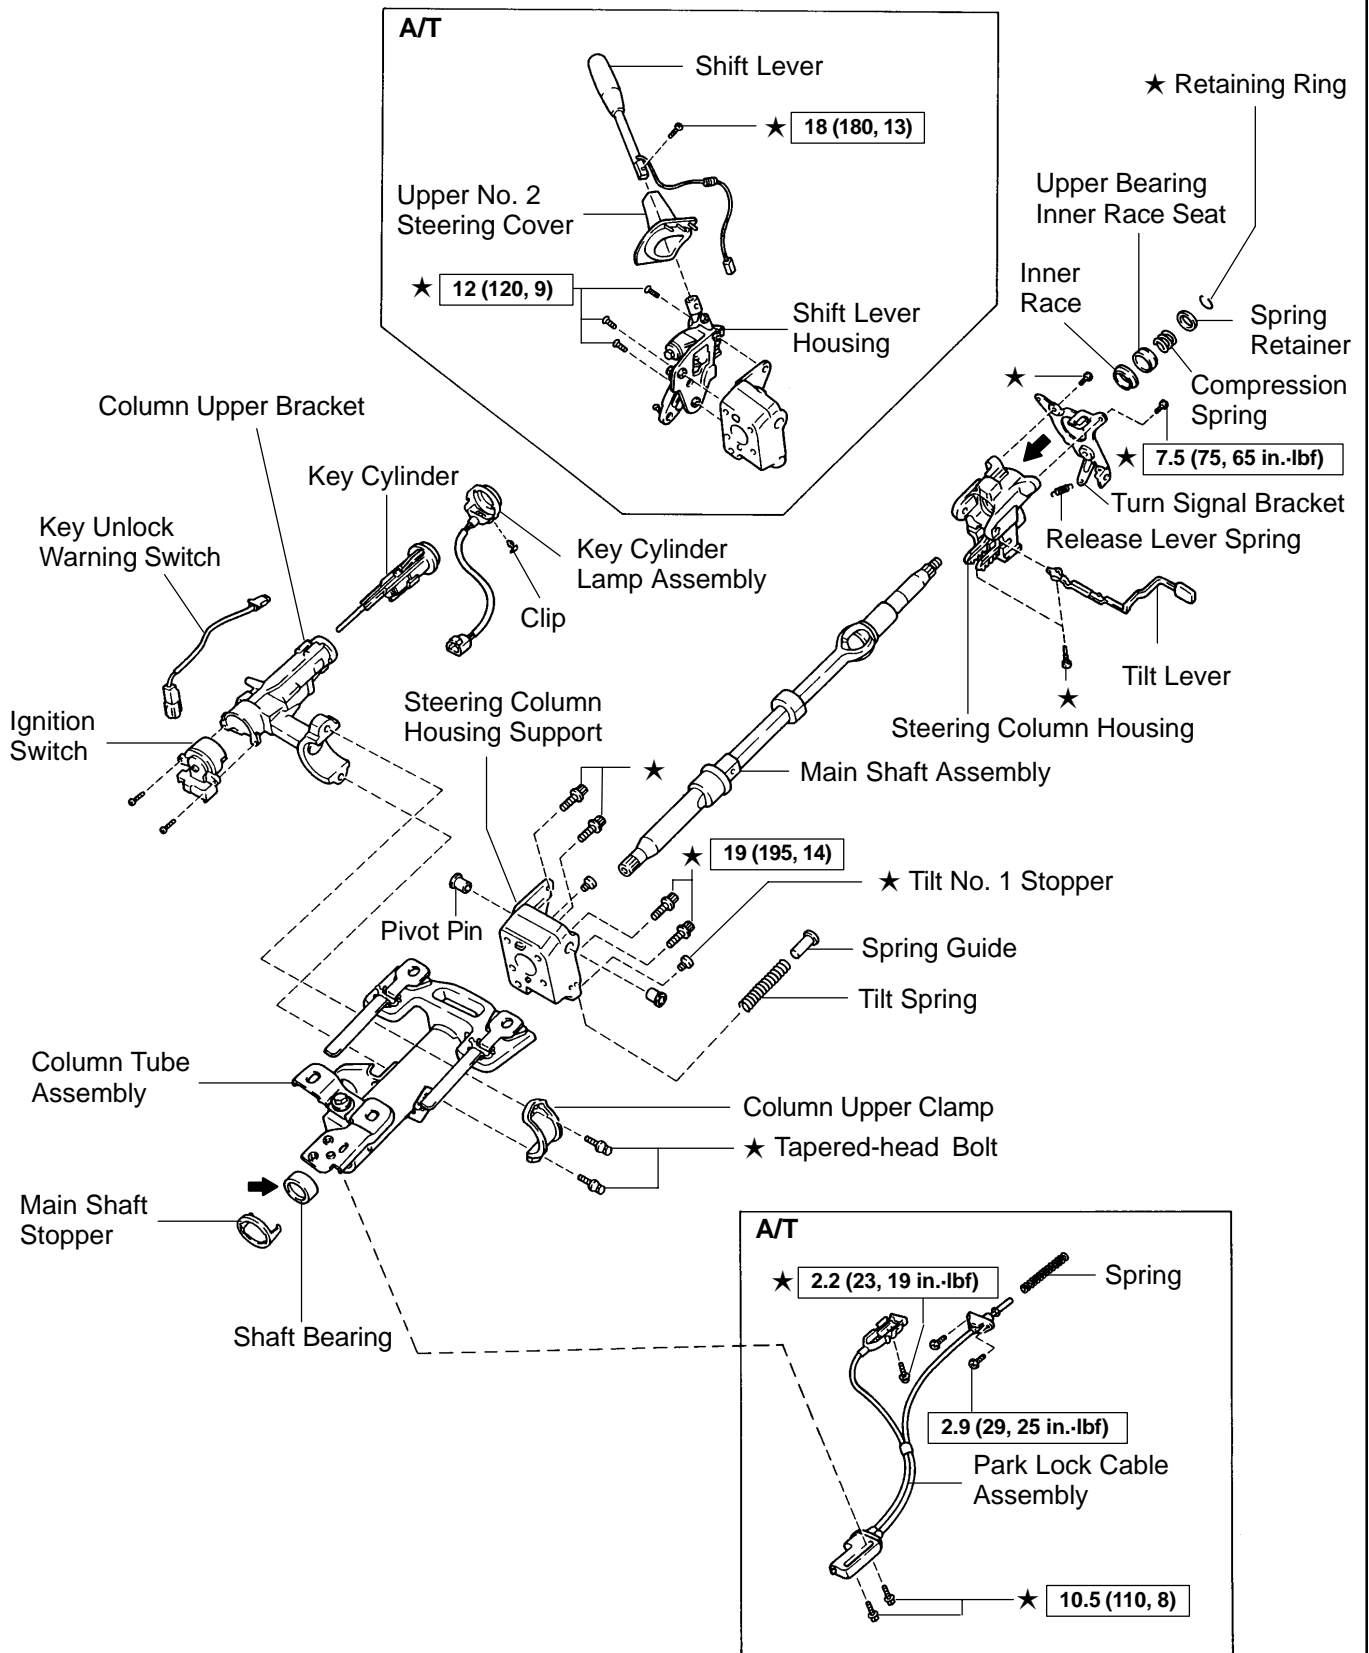 A/T
Shift Lever
★ Retaining Ring
★ 18 (180, 13)
Upper Bearing
Inner Race Seat
Upper No. 2
Steering Cover
Inner
Race
★ 12 (120, 9)
Shift Lever
Housing
Spring
Retainer
★
Compression
Spring
Column Upper Bracket
★ 7.5 (75, 65 in.-lbf)
Key Cylinder
Turn Signal Bracket
Key Unlock
Warning Switch
Key Cylinder
Lamp Assembly
Release Lever Spring
Clip
Tilt Lever
★
Steering Column
Housing Support
Ignition
Switch
Steering Column Housing
★
Main Shaft Assembly
★ 19 (195, 14)
★ Tilt No. 1 Stopper
Pivot Pin
Spring Guide
Tilt Spring
Column Tube
Assembly
Column Upper Clamp
★ Tapered-head Bolt
Main Shaft
Stopper
Shaft Bearing
A/T
★ 2.2 (23, 19 in.-lbf)
Spring
2.9 (29, 25 in.-lbf)
Park Lock Cable
Assembly
★ 10.5 (110, 8)